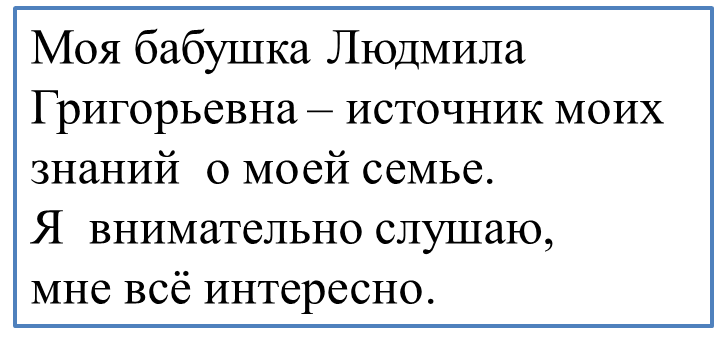 Моя бабушка Людмила
Григорьевна – источник моих
знаний о моей семье.
Я внимательно слушаю,
мне всё интересно.